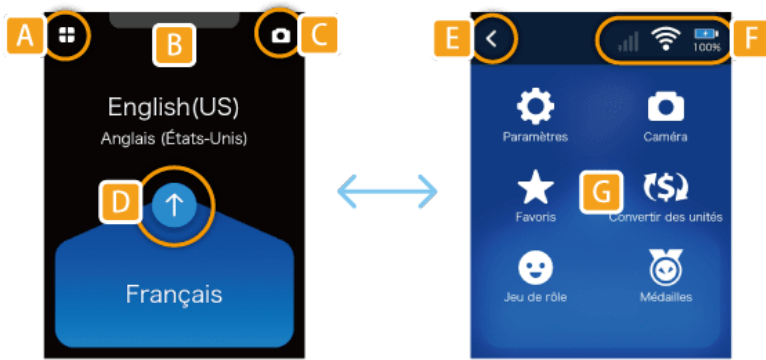 A
B
C
English(US)
Anglais (États-Unis)
D
Français
E
100%
F
Paramètres
Caméra
G
Favoris
Convertir des unités
Jeu de rôle
Médailles